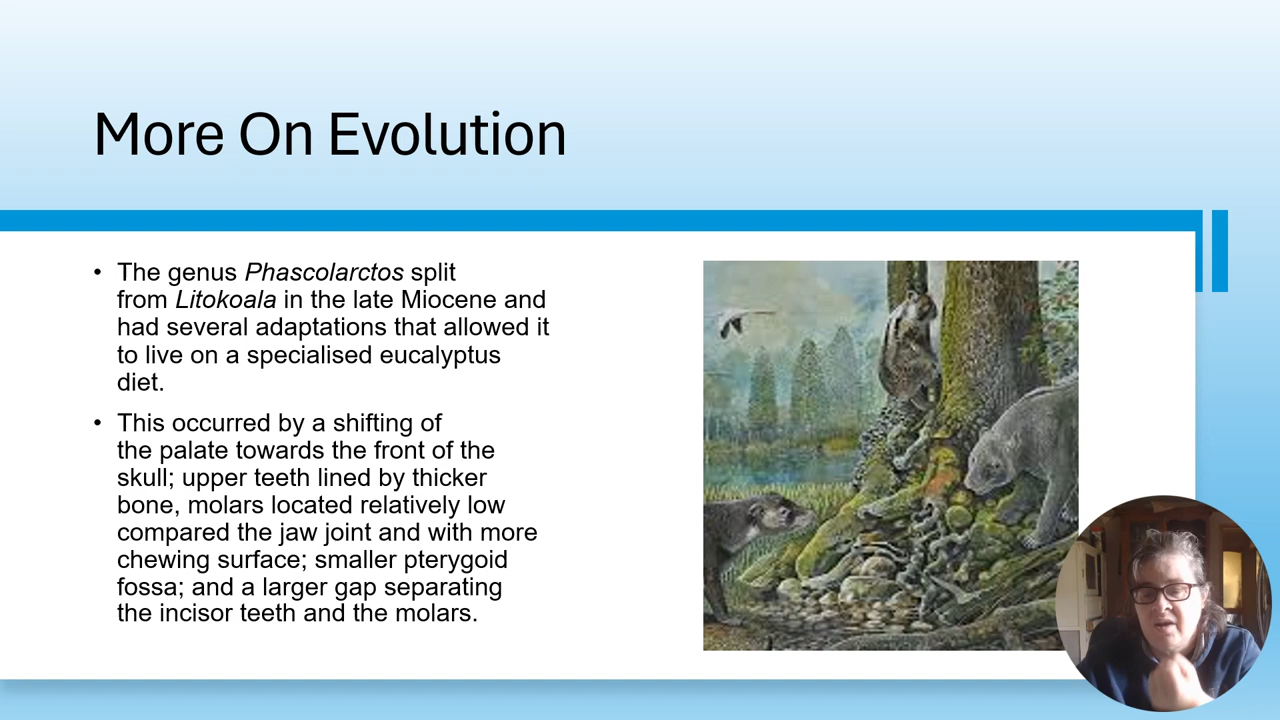 More On Evolution
• The genus Phascolarctos split
from Litokoala in the late Miocene and
had several adaptations that allowed it
to live on a specialised eucalyptus
diet.
• This occurred by a shifting of
the palate towards the front of the
skull; upper teeth lined by thicker
bone, molars located relatively low
compared the jaw joint and with more
chewing surface; smaller pterygoid
fossa; and a larger gap separating
the incisor teeth and the molars.